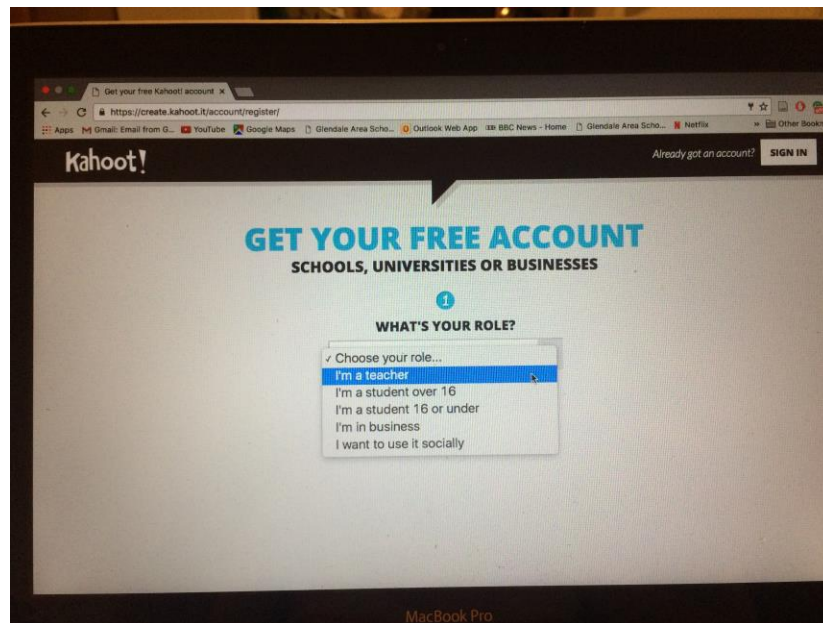 Get your free Kahoot! account
https://create.kahoot.it/account/register/
Apps Gmail: Email from G... YouTube Google Maps Glendale Area Scho... Outlook Web App BBC News - Home Glendale Area Scho... Netflix » Other Books
Kahoot!
Already got an account? SIGN IN
GET YOUR FREE ACCOUNT
SCHOOLS, UNIVERSITIES OR BUSINESSES
1
WHAT'S YOUR ROLE?
✓ Choose your role...
I'm a teacher
I'm a student over 16
I'm a student 16 or under
I'm in business
I want to use it socially
MacBook Pro